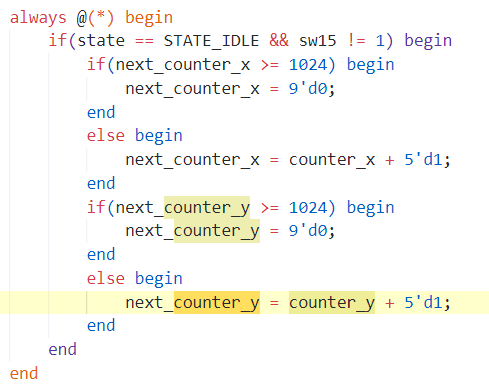 always @(*) begin
    if(state == STATE_IDLE && sw15 != 1) begin
        if(next_counter_x >= 1024) begin
            next_counter_x = 9'd0;
        end
        else begin
            next_counter_x = counter_x + 5'd1;
        end
        if(next_counter_y >= 1024) begin
            next_counter_y = 9'd0;
        end
        else begin
            next_counter_y = counter_y + 5'd1;
        end
    end
end